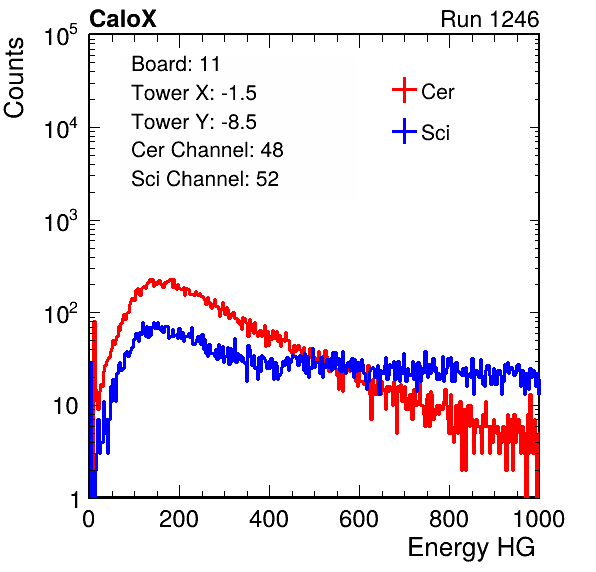 CaloX Run 1246
Counts
10^5
10^4
10^3
10^2
10
1
Board: 11
Tower X: -1.5
Tower Y: -8.5
Cer Channel: 48
Sci Channel: 52
Cer
Sci
0 200 400 600 800 1000
Energy HG